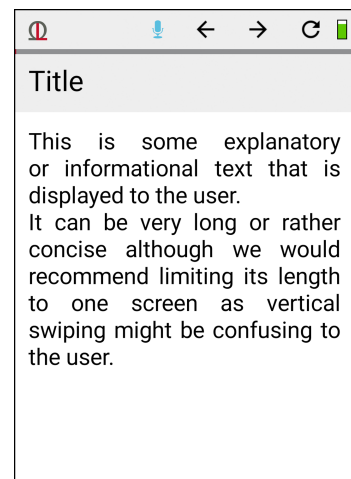 Title
This is some explanatory
or informational text that is
displayed to the user.
It can be very long or rather
concise although we would
recommend limiting its length
to one screen as vertical
swiping might be confusing to
the user.